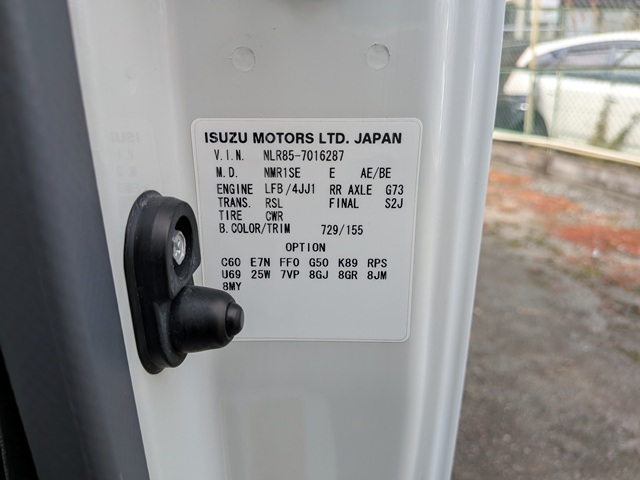 ISUZU MOTORS LTD. JAPAN
V.I.N. NLR85-7016287
M.D. NMR1SE E AE/BE
ENGINE LFB/4JJ1 RR AXLE G73
TRANS. RSL FINAL S2J
TIRE CWR
B.COLOR/TRIM 729/155
OPTION
C60 E7N FF0 G50 K89 RPS
U69 25W 7VP 8GJ 8GR 8JM
8MY